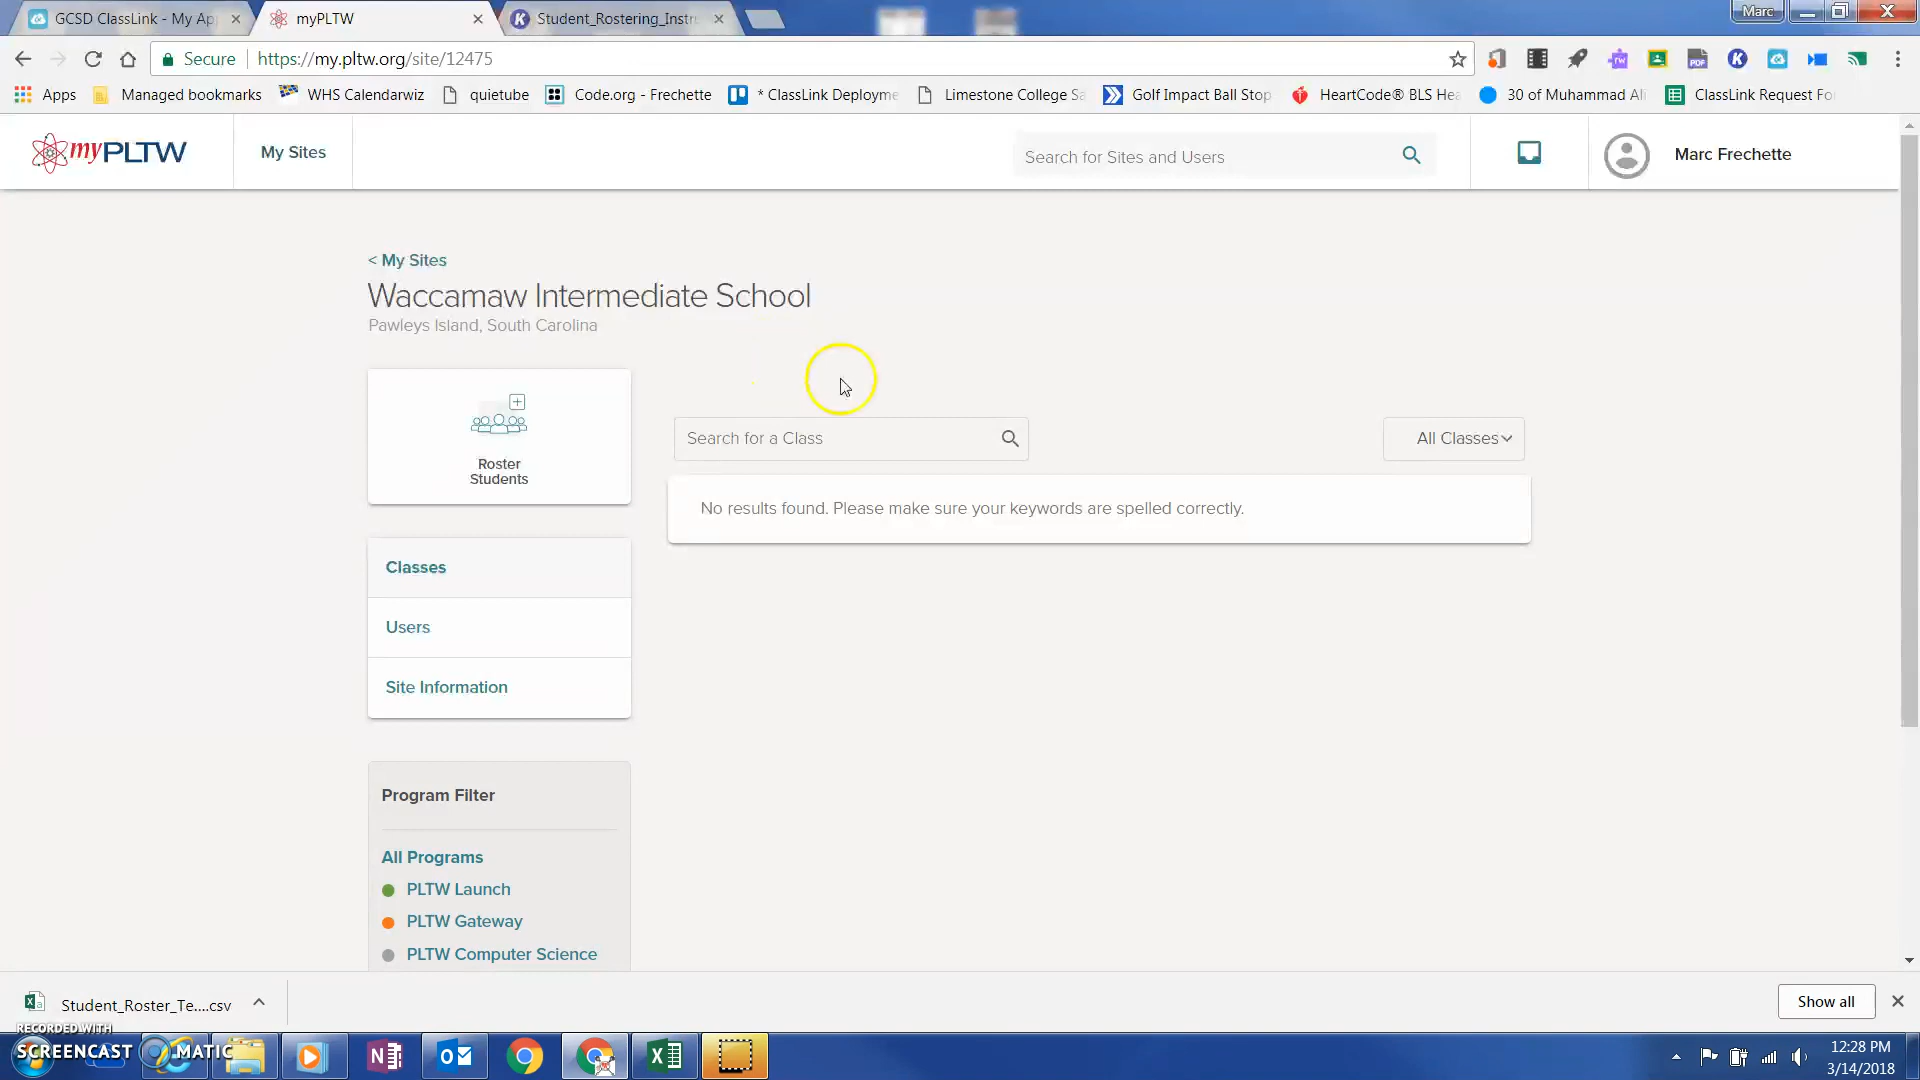 GCSD ClassLink - My Ap
myPLTW
Student_Rostering_Instru
Marc
Secure
https://my.pltw.org/site/12475
Apps
Managed bookmarks
WHS Calendarwiz
quietube
Code.org - Frechette
* ClassLink Deployme
Limestone College Sa
Golf Impact Ball Stop
HeartCode® BLS Hea
30 of Muhammad Ali
ClassLink Request Fo
myPLTW
My Sites
Search for Sites and Users
Marc Frechette
< My Sites
Waccamaw Intermediate School
Pawleys Island, South Carolina
Roster
Students
Search for a Class
All Classes
No results found. Please make sure your keywords are spelled correctly.
Classes
Users
Site Information
Program Filter
All Programs
PLTW Launch
PLTW Gateway
PLTW Computer Science
Student_Roster_Te....csv
Show all
RECORDED WITH
SCREENCAST MATIC
12:28 PM
3/14/2018